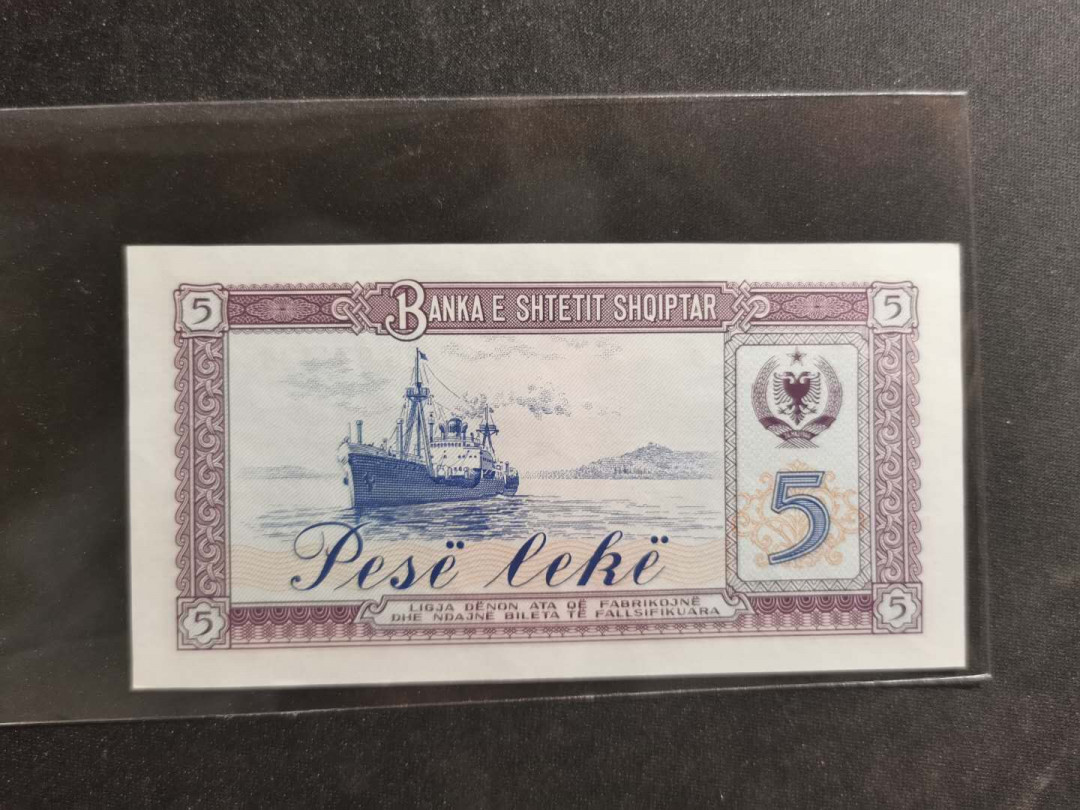 5
BANKA E SHTETIT SHQIPTAR
5
5
Pesë lekë
LIGJA DËNON ATA QË FABRIKOJNË
DHE NDAJNË BILETA TË FALLSIFIKUARA
5
5